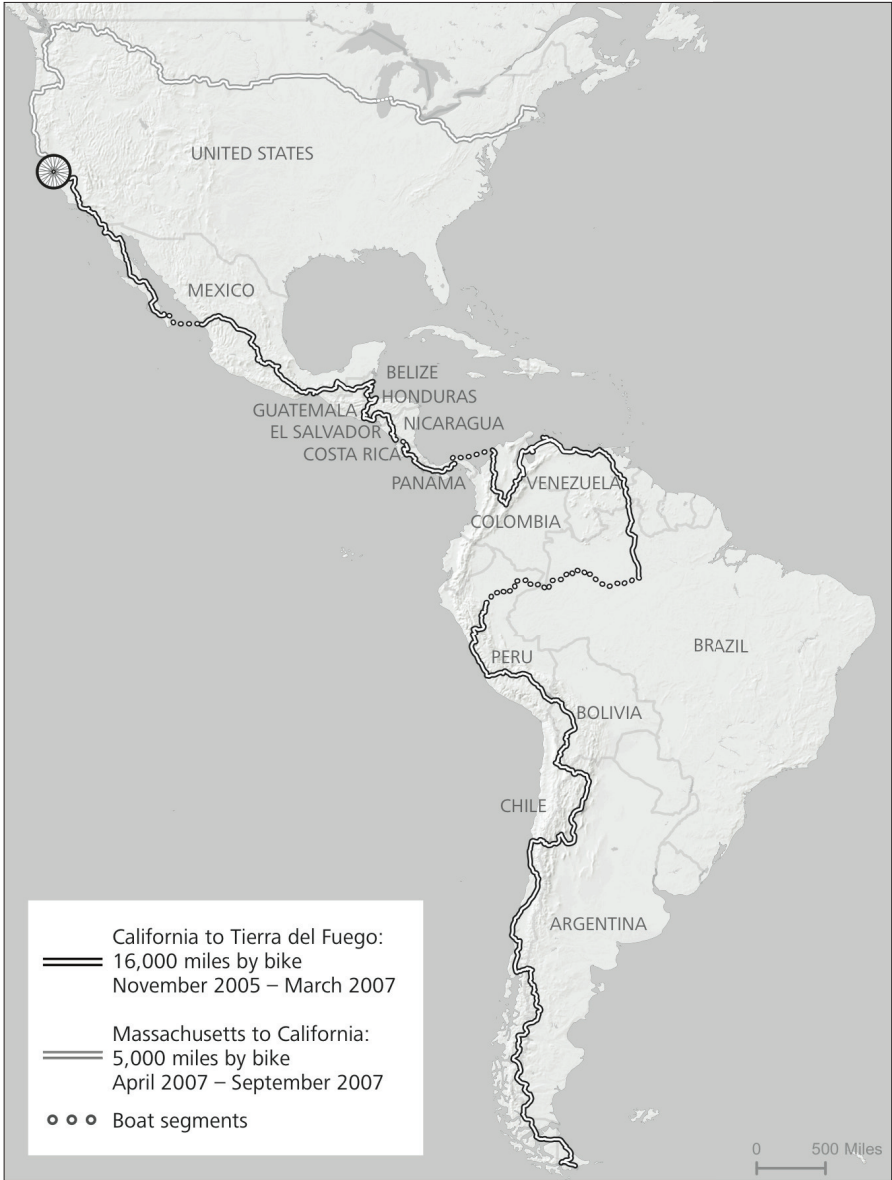 UNITED STATES
MEXICO
BELIZE
HONDURAS
GUATEMALA
NICARAGUA
EL SALVADOR
COSTA RICA
PANAMA
VENEZUELA
COLOMBIA
BRAZIL
PERU
BOLIVIA
CHILE
ARGENTINA
California to Tierra del Fuego:
16,000 miles by bike
November 2005 – March 2007
Massachusetts to California:
5,000 miles by bike
April 2007 – September 2007
Boat segments
0 500 Miles